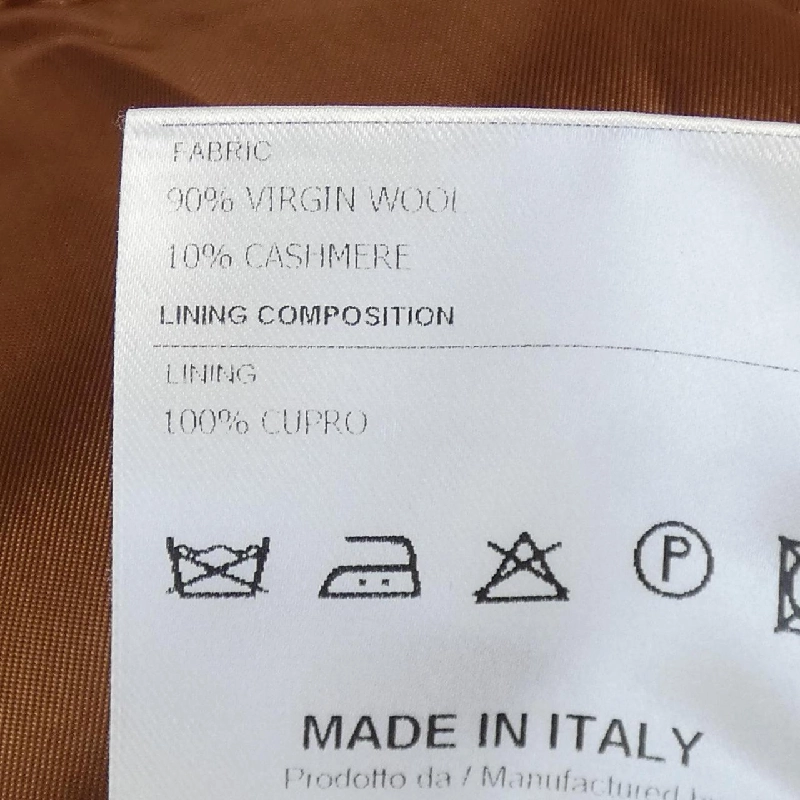 FABRIC
90% VIRGIN WOOL
10% CASHMERE
LINING COMPOSITION
LINING
100% CUPRO
P
MADE IN ITALY
Prodotto da / Manufactured